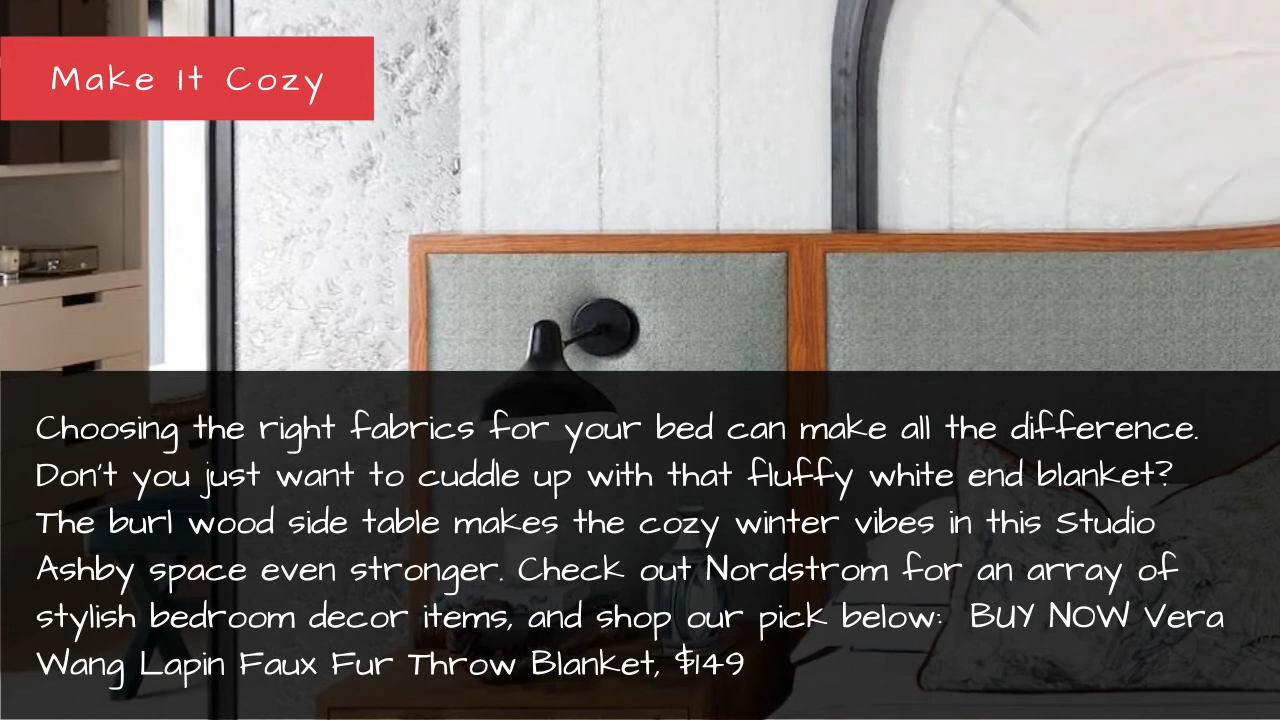 Make It Cozy
Choosing the right fabrics for your bed can make all the difference.
Don't you just want to cuddle up with that fluffy white end blanket?
The burl wood side table makes the cozy winter vibes in this Studio
Ashby space even stronger. Check out Nordstrom for an array of
stylish bedroom decor items, and shop our pick below:  BUY NOW Vera
Wang Lapin Faux Fur Throw Blanket, $149